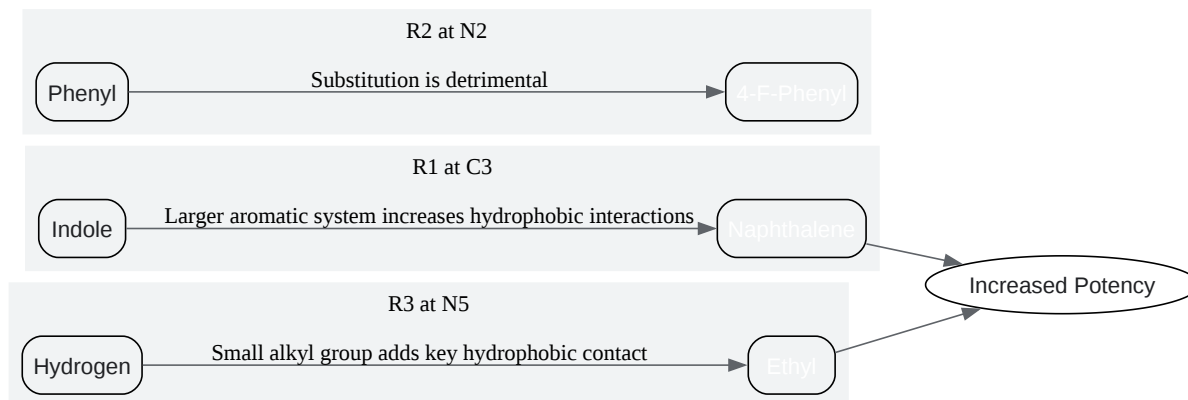 R2 at N2
Phenyl
Substitution is detrimental
4-F-Phenyl
R1 at C3
Indole
Larger aromatic system increases hydrophobic interactions
Naphthalene
Increased Potency
R3 at N5
Hydrogen
Small alkyl group adds key hydrophobic contact
Ethyl